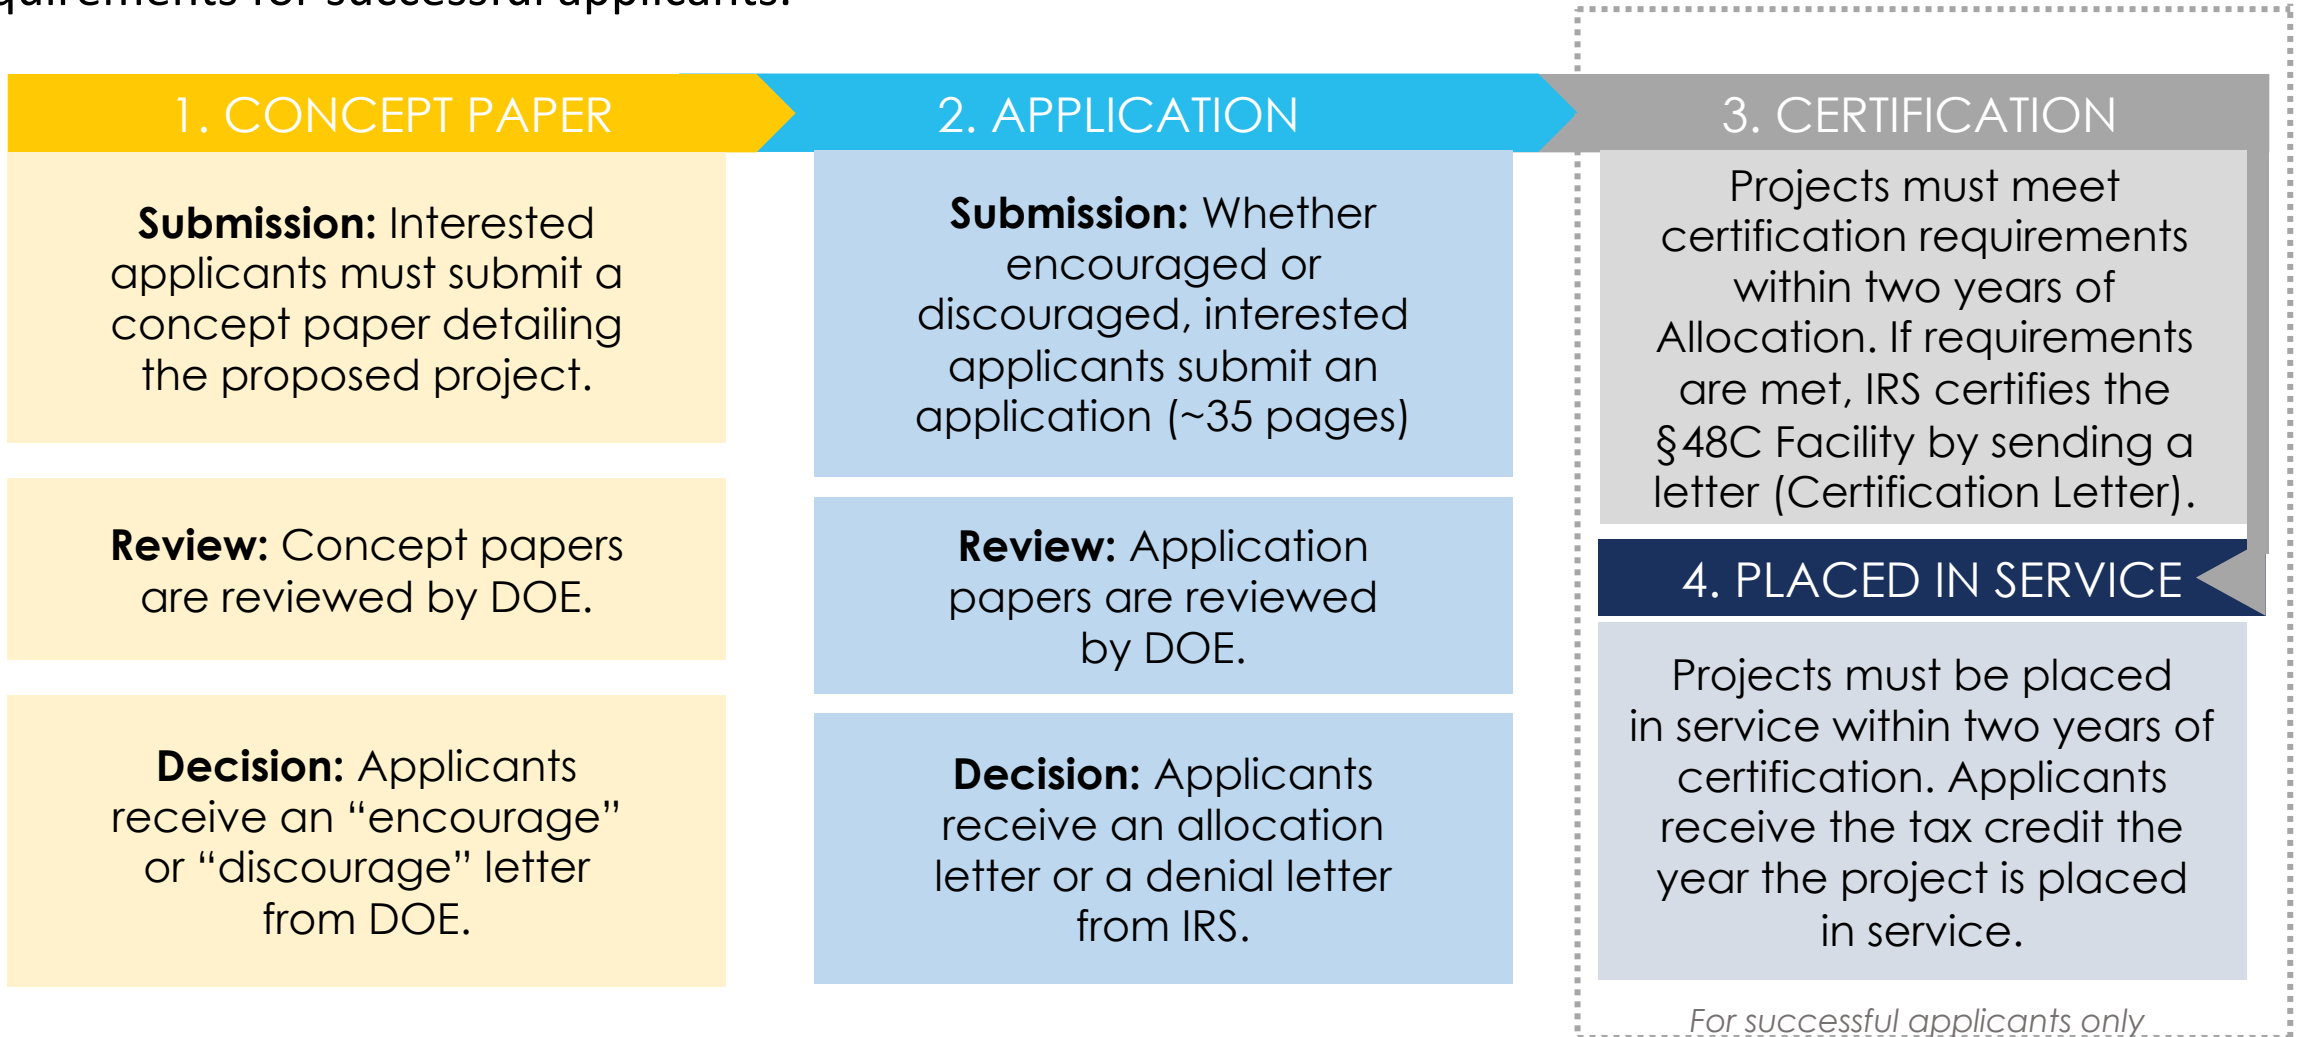 quirements for successful applicants.
1. CONCEPT PAPER
Submission: Interested
applicants must submit a
concept paper detailing
the proposed project.
Review: Concept papers
are reviewed by DOE.
Decision: Applicants
receive an “encourage”
or “discourage” letter
from DOE.
2. APPLICATION
Submission: Whether
encouraged or
discouraged, interested
applicants submit an
application (~35 pages)
Review: Application
papers are reviewed
by DOE.
Decision: Applicants
receive an allocation
letter or a denial letter
from IRS.
3. CERTIFICATION
Projects must meet
certification requirements
within two years of
Allocation. If requirements
are met, IRS certifies the
§48C Facility by sending a
letter (Certification Letter).
4. PLACED IN SERVICE
Projects must be placed
in service within two years of
certification. Applicants
receive the tax credit the
year the project is placed
in service.
For successful applicants only